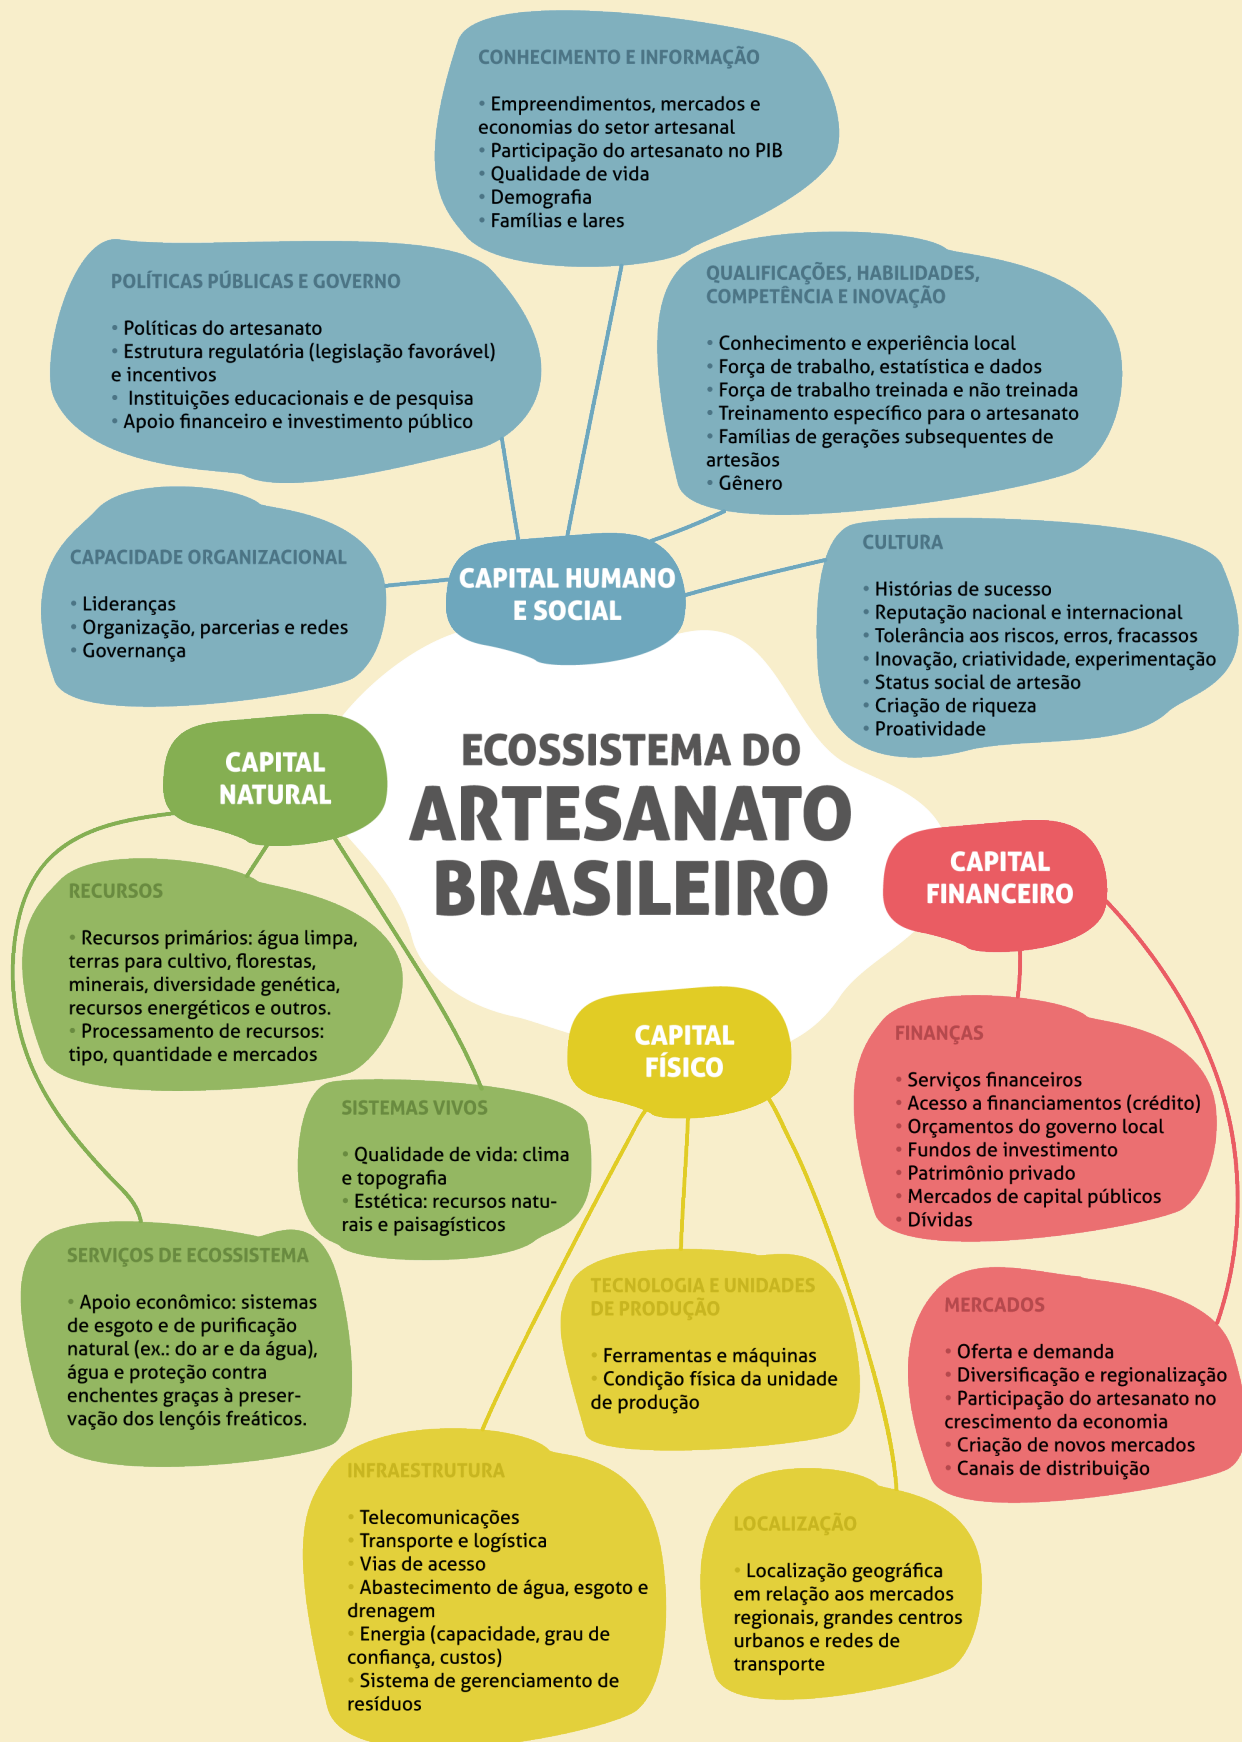 CONHECIMENTO E INFORMAÇÃO
• Empreendimentos, mercados e
economias do setor artesanal
• Participação do artesanato no PIB
• Qualidade de vida
• Demografia
• Famílias e lares
POLÍTICAS PÚBLICAS E GOVERNO
• Políticas do artesanato
• Estrutura regulatória (legislação favorável)
e incentivos
• Instituições educacionais e de pesquisa
• Apoio financeiro e investimento público
QUALIFICAÇÕES, HABILIDADES,
COMPETÊNCIA E INOVAÇÃO
• Conhecimento e experiência local
• Força de trabalho, estatística e dados
• Força de trabalho treinada e não treinada
• Treinamento específico para o artesanato
• Famílias de gerações subsequentes de
artesãos
• Gênero
CAPACIDADE ORGANIZACIONAL
• Lideranças
• Organização, parcerias e redes
• Governança
CAPITAL HUMANO
E SOCIAL
CULTURA
• Histórias de sucesso
• Reputação nacional e internacional
• Tolerância aos riscos, erros, fracassos
• Inovação, criatividade, experimentação
• Status social de artesão
• Criação de riqueza
• Proatividade
CAPITAL
NATURAL
ECOSSISTEMA DO
ARTESANATO
BRASILEIRO
CAPITAL
FINANCEIRO
RECURSOS
• Recursos primários: água limpa,
terras para cultivo, florestas,
minerais, diversidade genética,
recursos energéticos e outros.
• Processamento de recursos:
tipo, quantidade e mercados
CAPITAL
FÍSICO
FINANÇAS
• Serviços financeiros
• Acesso a financiamentos (crédito)
• Orçamentos do governo local
• Fundos de investimento
• Patrimônio privado
• Mercados de capital públicos
• Dívidas
SISTEMAS VIVOS
• Qualidade de vida: clima
e topografia
• Estética: recursos natu-
rais e paisagísticos
SERVIÇOS DE ECOSSISTEMA
• Apoio econômico: sistemas
de esgoto e de purificação
natural (ex.: do ar e da água),
água e proteção contra
enchentes graças à preser-
vação dos lençóis freáticos.
TECNOLOGIA E UNIDADES
DE PRODUÇÃO
• Ferramentas e máquinas
• Condição física da unidade
de produção
MERCADOS
• Oferta e demanda
• Diversificação e regionalização
• Participação do artesanato no
crescimento da economia
• Criação de novos mercados
• Canais de distribuição
INFRAESTRUTURA
• Telecomunicações
• Transporte e logística
• Vias de acesso
• Abastecimento de água, esgoto e
drenagem
• Energia (capacidade, grau de
confiança, custos)
• Sistema de gerenciamento de
resíduos
LOCALIZAÇÃO
• Localização geográfica
em relação aos mercados
regionais, grandes centros
urbanos e redes de
transporte